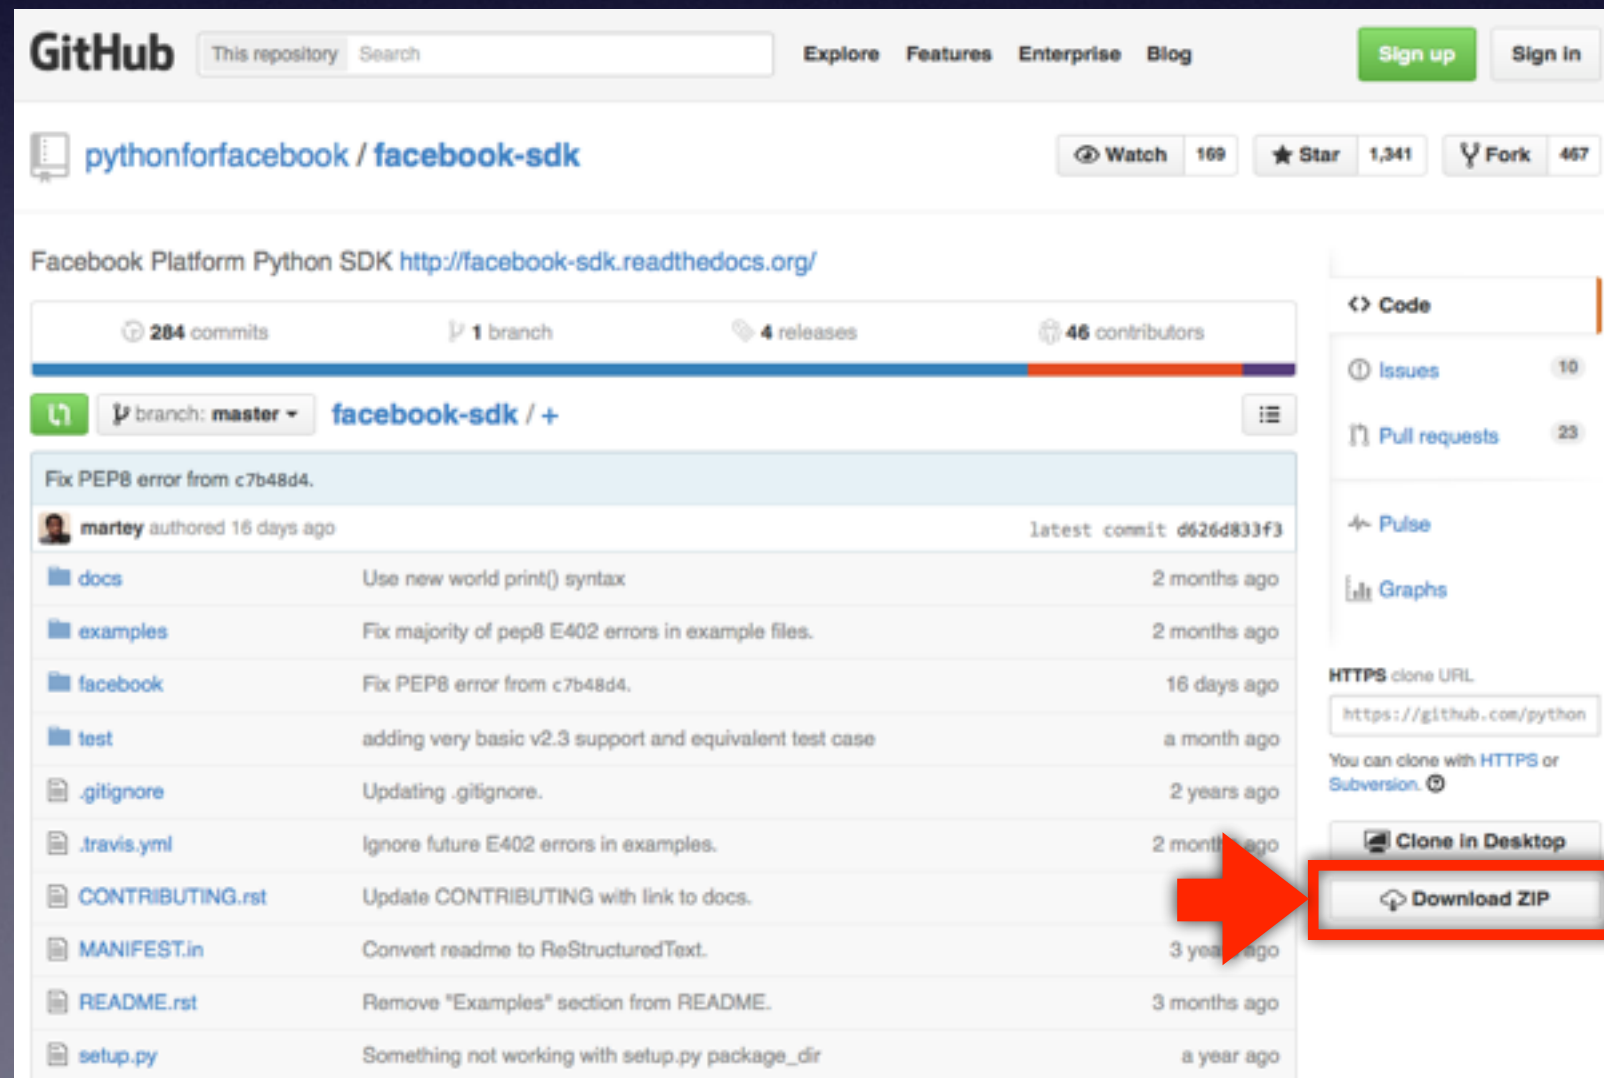 GitHub This repository Search Explore Features Enterprise Blog Sign up Sign in
pythonforfacebook / facebook-sdk Watch 169 Star 1,341 Fork 467
Facebook Platform Python SDK http://facebook-sdk.readthedocs.org/
284 commits 1 branch 4 releases 46 contributors
branch: master facebook-sdk / +
Fix PEP8 error from c7b48d4.
martey authored 16 days ago latest commit d626d833f3
docs Use new world print() syntax 2 months ago
examples Fix majority of pep8 E402 errors in example files. 2 months ago
facebook Fix PEP8 error from c7b48d4. 16 days ago
test adding very basic v2.3 support and equivalent test case a month ago
.gitignore Updating .gitignore. 2 years ago
.travis.yml Ignore future E402 errors in examples. 2 months ago
CONTRIBUTING.rst Update CONTRIBUTING with link to docs.
MANIFEST.in Convert readme to ReStructuredText. 3 years ago
README.rst Remove "Examples" section from README. 3 months ago
setup.py Something not working with setup.py package_dir a year ago
<> Code
Issues 10
Pull requests 23
Pulse
Graphs
HTTPS clone URL
https://github.com/python
You can clone with HTTPS or
Subversion.
Clone in Desktop
Download ZIP